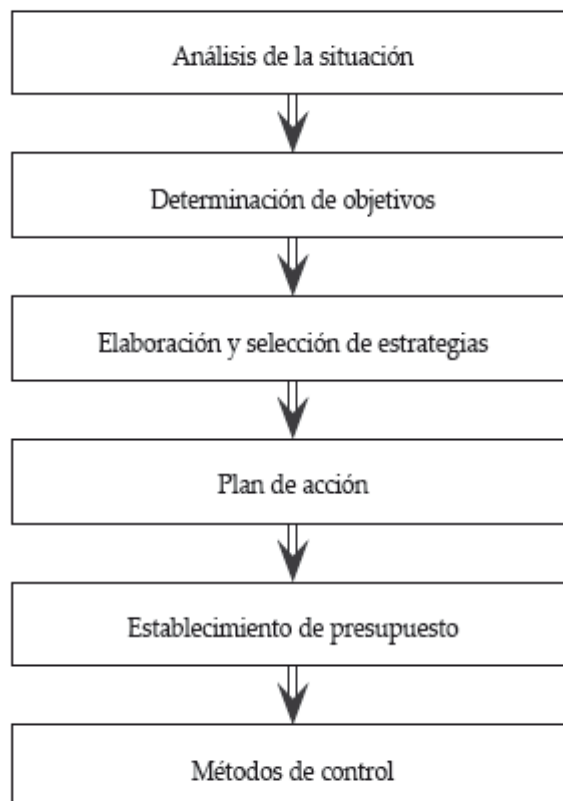 Análisis de la situación
Determinación de objetivos
Elaboración y selección de estrategias
Plan de acción
Establecimiento de presupuesto
Métodos de control